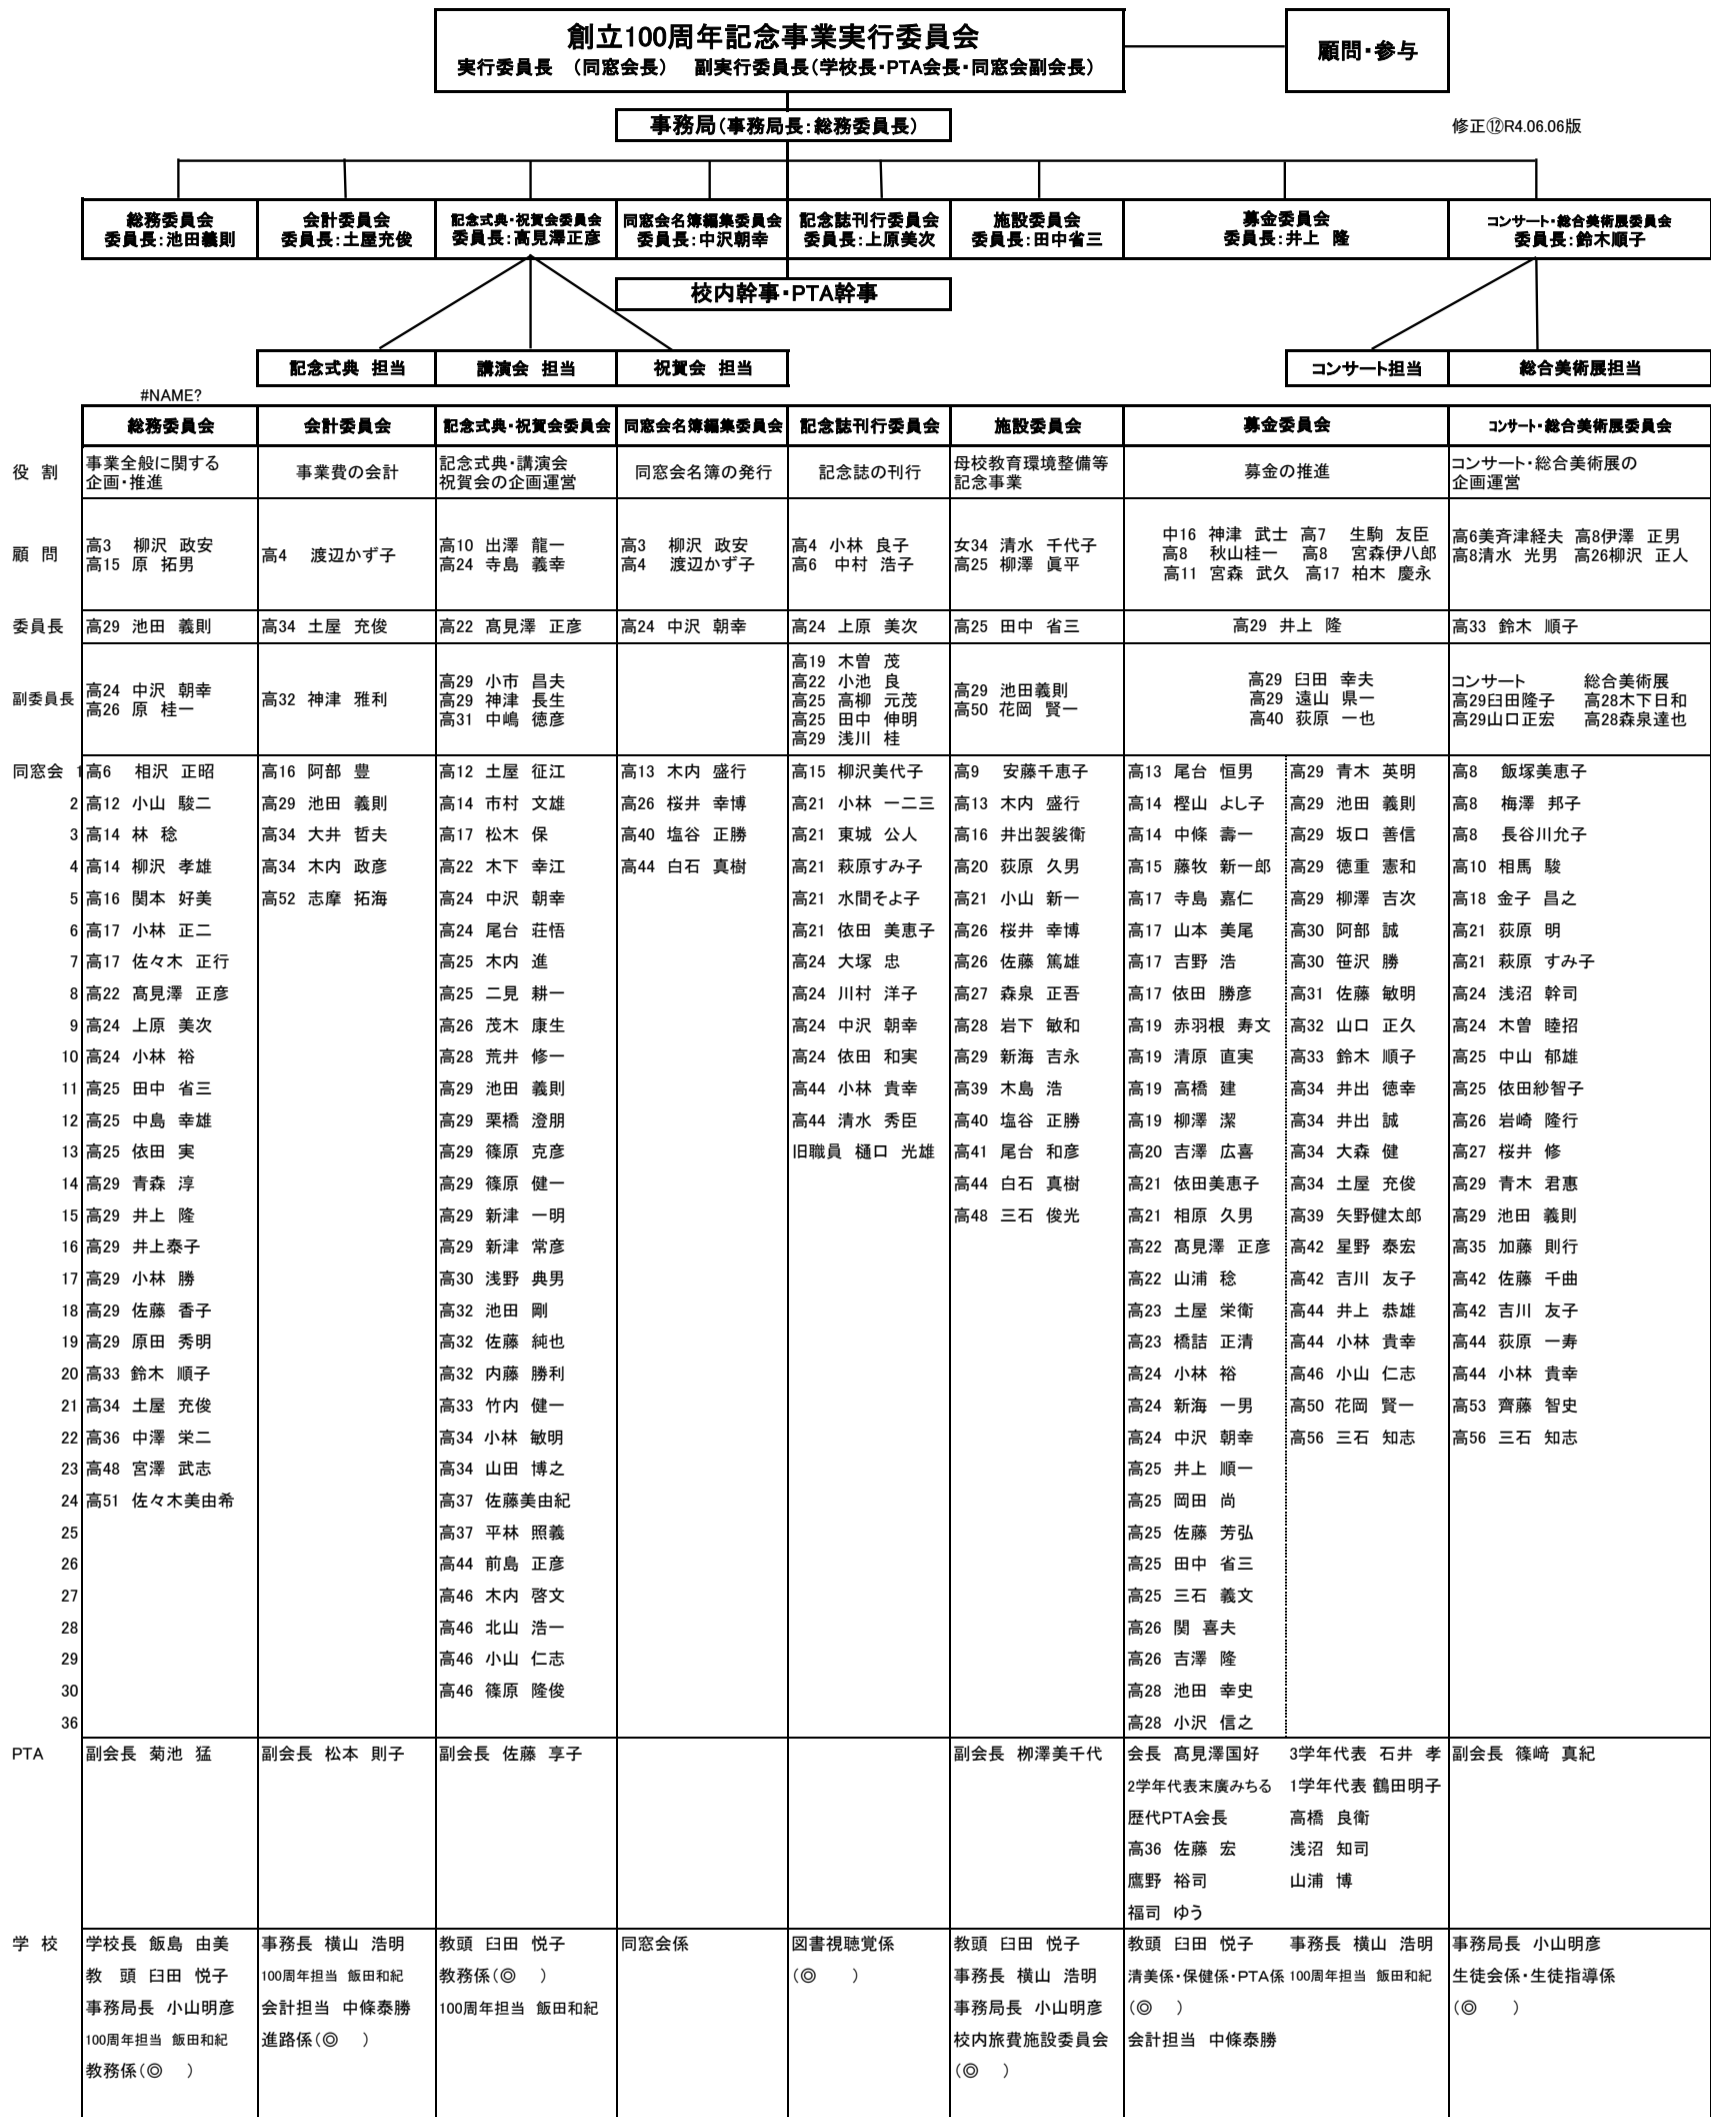 創立100周年記念事業実行委員会
実行委員長 （同窓会長） 副実行委員長（学校長・PTA会長・同窓会副会長）
顧問・参与
事務局（事務局長：総務委員長）
修正⑫R4.06.06版
総務委員会 会計委員会 記念式典・祝賀会委員会 同窓会名簿編集委員会 記念誌刊行委員会 施設委員会 募金委員会 コンサート・総合美術展委員会
委員長：池田義則 委員長：土屋充俊 委員長：髙見澤正彦 委員長：中沢朝幸 委員長：上原美次 委員長：田中省三 委員長：井上 隆 委員長：鈴木順子
校内幹事・PTA幹事
記念式典 担当 講演会 担当 祝賀会 担当 コンサート担当 総合美術展担当
#NAME?
総務委員会 会計委員会 記念式典・祝賀会委員会 同窓会名簿編集委員会 記念誌刊行委員会 施設委員会 募金委員会 コンサート・総合美術展委員会
役 割 事業全般に関する 企画・推進 事業費の会計 記念式典・講演会 祝賀会の企画運営 同窓会名簿の発行 記念誌の刊行 母校教育環境整備等 記念事業 募金の推進 コンサート・総合美術展の 企画運営
顧 問
高3 柳沢 政安
高15 原 拓男
高4 渡辺かず子
高10 出澤 龍一
高24 寺島 義幸
高3 柳沢 政安
高4 渡辺かず子
高4 小林 良子
高6 中村 浩子
女34 清水 千代子
高25 柳澤 眞平
中16 神津 武士 高7 生駒 友臣
高8 秋山桂一 高8 宮森伊八郎
高11 宮森 武久 高17 柏木 慶永
高6美斉津経夫 高8伊澤 正男
高8清水 光男 高26柳沢 正人
委員長 高29 池田 義則 高34 土屋 充俊 高22 髙見澤 正彦 高24 中沢 朝幸 高24 上原 美次 高25 田中 省三 高29 井上 隆 高33 鈴木 順子
副委員長
高24 中沢 朝幸
高26 原 桂一
高32 神津 雅利
高29 小市 昌夫
高29 神津 長生
高31 中嶋 徳彦
高19 木曽 茂
高22 小池 良
高25 高柳 元茂
高25 田中 伸明
高29 浅川 桂
高29 池田義則
高50 花岡 賢一
高29 臼田 幸夫
高29 遠山 県一
高40 荻原 一也
コンサート 総合美術展
高29臼田隆子 高28木下日和
高29山口正宏 高28森泉達也
同窓会 1 高6 相沢 正昭 高16 阿部 豊 高12 土屋 征江 高13 木内 盛行 高15 柳沢美代子 高9 安藤千恵子 高13 尾台 恒男 高29 青木 英明 高8 飯塚美恵子
2 高12 小山 駿二 高29 池田 義則 高14 市村 文雄 高26 桜井 幸博 高21 小林 一二三 高13 木内 盛行 高14 樫山 よし子 高29 池田 義則 高8 梅澤 邦子
3 高14 林 稔 高34 大井 哲夫 高17 松木 保 高40 塩谷 正勝 高21 東城 公人 高16 井出袈裟衛 高14 中條 壽一 高29 坂口 善信 高8 長谷川允子
4 高14 柳沢 孝雄 高34 木内 政彦 高22 木下 幸江 高44 白石 真樹 高21 萩原すみ子 高20 荻原 久男 高15 藤牧 新一郎 高29 徳重 憲和 高10 相馬 駿
5 高16 関本 好美 高52 志摩 拓海 高24 中沢 朝幸 高21 水間そよ子 高21 小山 新一 高17 寺島 嘉仁 高29 柳澤 吉次 高18 金子 昌之
6 高17 小林 正二 高24 尾台 荘悟 高21 依田 美恵子 高26 桜井 幸博 高17 山本 美尾 高30 阿部 誠 高21 荻原 明
7 高17 佐々木 正行 高25 木内 進 高24 大塚 忠 高26 佐藤 篤雄 高17 吉野 浩 高30 笹沢 勝 高21 萩原 すみ子
8 高22 髙見澤 正彦 高25 二見 耕一 高24 川村 洋子 高27 森泉 正吾 高17 依田 勝彦 高31 佐藤 敏明 高24 浅沼 幹司
9 高24 上原 美次 高26 茂木 康生 高24 中沢 朝幸 高28 岩下 敏和 高19 赤羽根 寿文 高32 山口 正久 高24 木曽 睦招
10 高24 小林 裕 高28 荒井 修一 高24 依田 和実 高29 新海 吉永 高19 清原 直実 高33 鈴木 順子 高25 中山 郁雄
11 高25 田中 省三 高29 池田 義則 高44 小林 貴幸 高39 木島 浩 高19 高橋 建 高34 井出 徳幸 高25 依田紗智子
12 高25 中島 幸雄 高29 栗橋 澄朋 高44 清水 秀臣 高40 塩谷 正勝 高19 柳澤 潔 高34 井出 誠 高26 岩崎 隆行
13 高25 依田 実 高29 篠原 克彦 旧職員 樋口 光雄 高41 尾台 和彦 高20 吉澤 広喜 高34 大森 健 高27 桜井 修
14 高29 青森 淳 高29 篠原 健一 高44 白石 真樹 高21 依田美恵子 高34 土屋 充俊 高29 青木 君恵
15 高29 井上 隆 高29 新津 一明 高48 三石 俊光 高21 相原 久男 高39 矢野健太郎 高29 池田 義則
16 高29 井上泰子 高29 新津 常彦 高22 髙見澤 正彦 高42 星野 泰宏 高35 加藤 則行
17 高29 小林 勝 高30 浅野 典男 高22 山浦 稔 高42 吉川 友子 高42 佐藤 千曲
18 高29 佐藤 香子 高32 池田 剛 高23 土屋 栄衛 高44 井上 恭雄 高42 吉川 友子
19 高29 原田 秀明 高32 佐藤 純也 高23 橋詰 正清 高44 小林 貴幸 高44 荻原 一寿
20 高33 鈴木 順子 高32 内藤 勝利 高24 小林 裕 高46 小山 仁志 高44 小林 貴幸
21 高34 土屋 充俊 高33 竹内 健一 高24 新海 一男 高50 花岡 賢一 高53 齊藤 智史
22 高36 中澤 栄二 高34 小林 敏明 高24 中沢 朝幸 高56 三石 知志 高56 三石 知志
23 高48 宮澤 武志 高34 山田 博之 高25 井上 順一
24 高51 佐々木美由希 高37 佐藤美由紀 高25 岡田 尚
25 高37 平林 照義 高25 佐藤 芳弘
26 高44 前島 正彦 高25 田中 省三
27 高46 木内 啓文 高25 三石 義文
28 高46 北山 浩一 高26 関 喜夫
29 高46 小山 仁志 高26 吉澤 隆
30 高46 篠原 隆俊 高28 池田 幸史
36 高28 小沢 信之
PTA 副会長 菊池 猛 副会長 松本 則子 副会長 佐藤 享子 副会長 栁澤美千代 会長 髙見澤国好 3学年代表 石井 孝 副会長 篠﨑 真紀
2学年代表末廣みちる 1学年代表 鶴田明子
歴代PTA会長 高橋 良衛
高36 佐藤 宏 浅沼 知司
鷹野 裕司 山浦 博
福司 ゆう
学 校 学校長 飯島 由美 事務長 横山 浩明 教頭 臼田 悦子 同窓会係 図書視聴覚係 教頭 臼田 悦子 教頭 臼田 悦子 事務長 横山 浩明 事務局長 小山明彦
教 頭 臼田 悦子 100周年担当 飯田和紀 教務係（◎ ） （◎ ） 事務長 横山 浩明 清美係・保健係・PTA係 100周年担当 飯田和紀 生徒会係・生徒指導係
事務局長 小山明彦 会計担当 中條泰勝 100周年担当 飯田和紀 事務局長 小山明彦 （◎ ） （◎ ）
100周年担当 飯田和紀 進路係（◎ ） 校内旅費施設委員会 会計担当 中條泰勝
教務係（◎ ） （◎ ）